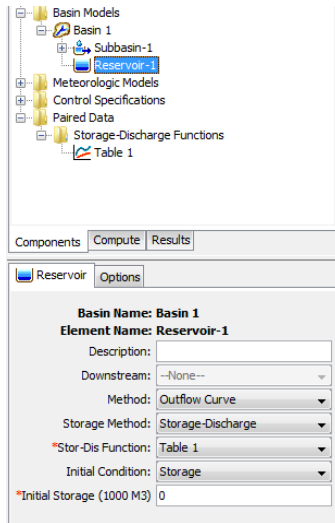 Basin Models
Basin 1
Subbasin-1
Reservoir-1
Meteorologic Models
Control Specifications
Paired Data
Storage-Discharge Functions
Table 1
Components Compute Results
Reservoir Options
Basin Name: Basin 1
Element Name: Reservoir-1
Description:
Downstream: --None--
Method: Outflow Curve
Storage Method: Storage-Discharge
*Stor-Dis Function: Table 1
Initial Condition: Storage
*Initial Storage (1000 M3) 0